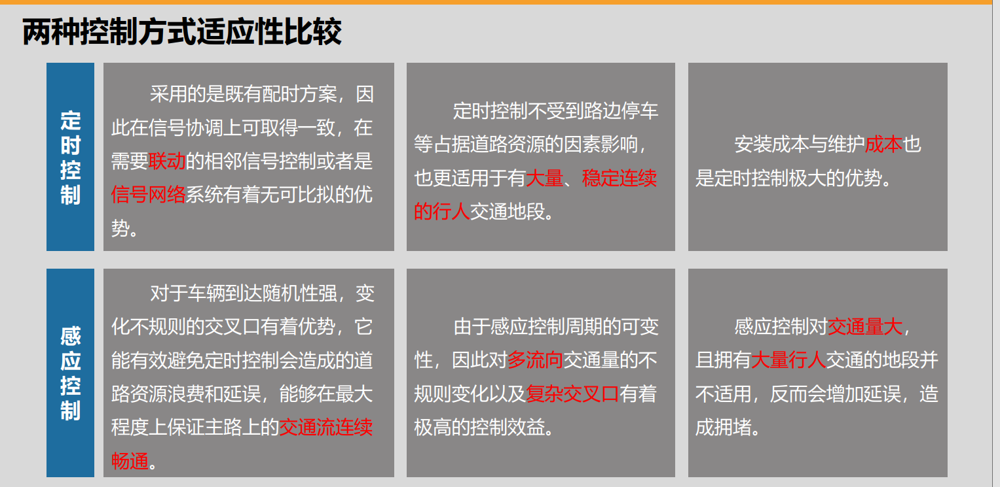 两种控制方式适应性比较
定
时
控
制
采用的是既有配时方案，因
此在信号协调上可取得一致，在
需要联动的相邻信号控制或者是
信号网络系统有着无可比拟的优
势。
定时控制不受到路边停车
等占据道路资源的因素影响，
也更适用于有大量、稳定连续
的行人交通地段。
安装成本与维护成本也
是定时控制极大的优势。
感
应
控
制
对于车辆到达随机性强，变
化不规则的交叉口有着优势，它
能有效避免定时控制会造成的道
路资源浪费和延误，能够在最大
程度上保证主路上的交通流连续
畅通。
由于感应控制周期的可变
性，因此对多流向交通量的不
规则变化以及复杂交叉口有着
极高的控制效益。
感应控制对交通量大，
且拥有大量行人交通的地段并
不适用，反而会增加延误，造
成拥堵。